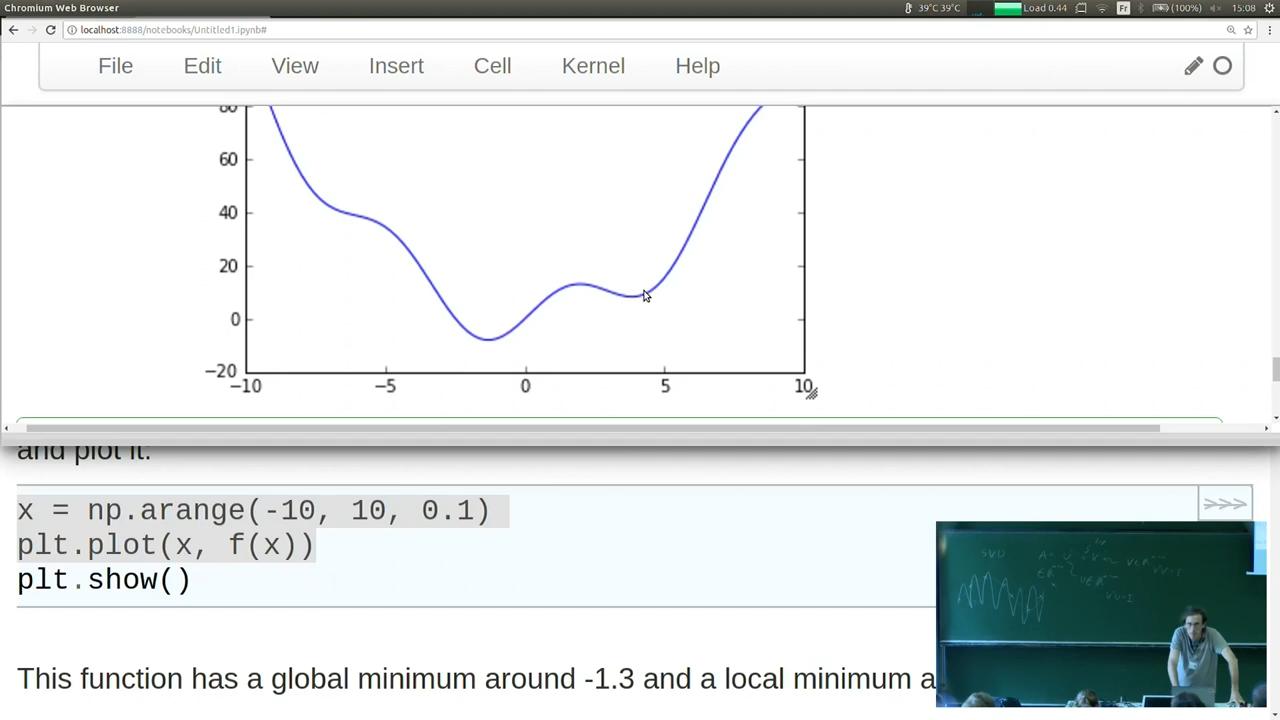 Chromium Web Browser 39°C 39°C Load 0.44 Fr (100%) 15:08
localhost:8888/notebooks/Untitled1.ipynb#
File Edit View Insert Cell Kernel Help
80
60
40
20
0
−20
−10 −5 0 5 10
and plot it:
x = np.arange(-10, 10, 0.1)
>>>
plt.plot(x, f(x))
plt.show()
SVD
This function has a global minimum around -1.3 and a local minimum a